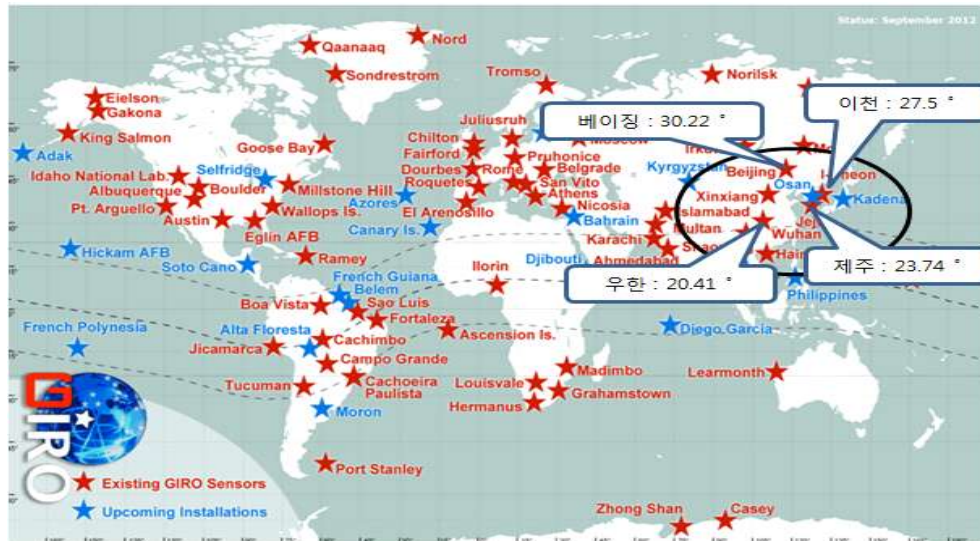 Status: September 2012
Nord
Qaanaaq
Sondrestrom
Tromso
Norilsk
이천 : 27.5 ˚
베이징 : 30.22 ˚
Eielson
Gakona
King Salmon
Adak
Goose Bay
Juliusruh
Chilton
Fairford
Dourbes
Roquetes
Rome
Pruhonice
Belgrade
San Vito
Athens
Nicosia
El Arenosillo
Moscow
Kyrgyzstan
Beijing
Osan
I-Cheon
Xinxiang
Kadena
Islamabad
Multan
Wuhan
Karachi
Ahmedabad
Idaho National Lab.
Selfridge
Albuquerque
Boulder
Millstone Hill
Pt. Arguello
Wallops Is.
Austin
Eglin AFB
Azores
Canary Is.
Bahrain
Hickam AFB
Ramey
Soto Cano
Djibouti
Ilorin
우한 : 20.41 ˚
제주 : 23.74 ˚
Philippines
French Guiana
Belem
Boa Vista
Sao Luis
Fortaleza
French Polynesia
Alta Floresta
Cachimbo
Ascension Is.
Diego Garcia
Jicamarca
Campo Grande
Tucuman
Cachoeira
Paulista
Louisvale
Madimbo
Hermanus
Grahamstown
Learmonth
Moron
Port Stanley
GIRO
Existing GIRO Sensors
Upcoming Installations
Zhong Shan
Casey